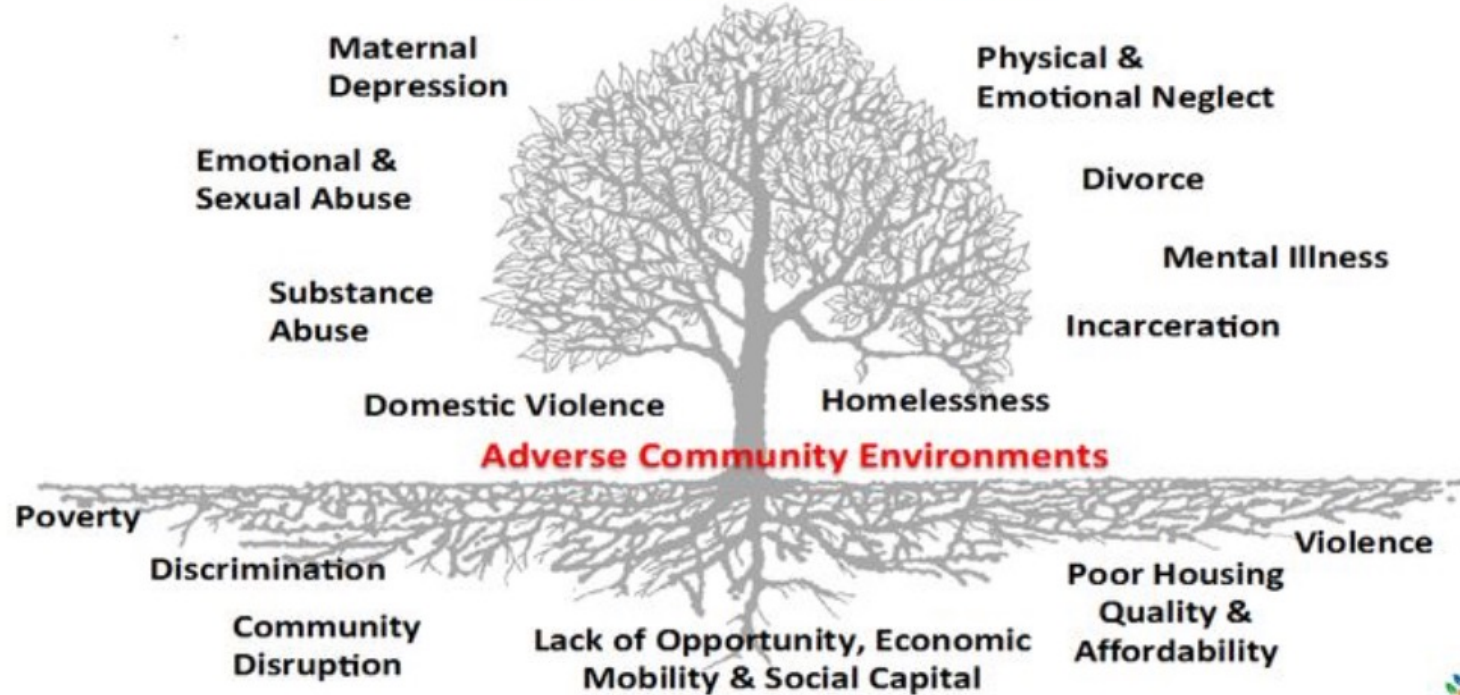 Maternal
Depression
Physical &
Emotional Neglect
Emotional &
Sexual Abuse
Divorce
Mental Illness
Substance
Abuse
Incarceration
Domestic Violence
Homelessness
Adverse Community Environments
Poverty
Violence
Discrimination
Poor Housing
Quality &
Affordability
Community
Disruption
Lack of Opportunity, Economic
Mobility & Social Capital